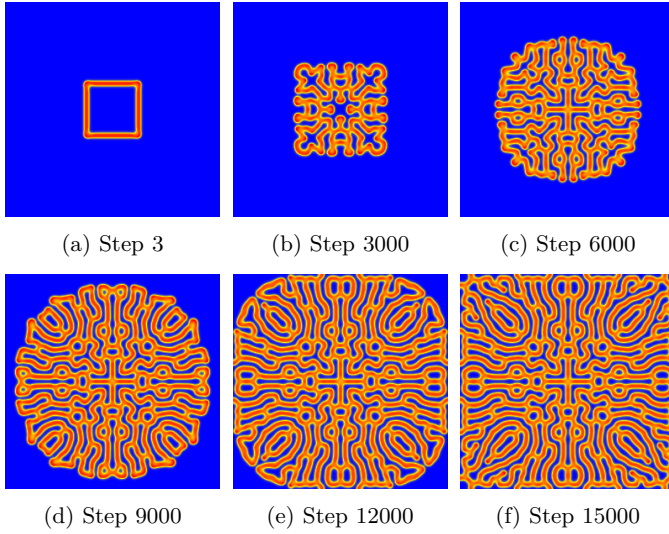 (a) Step 3
(b) Step 3000
(c) Step 6000
(d) Step 9000
(e) Step 12000
(f) Step 15000